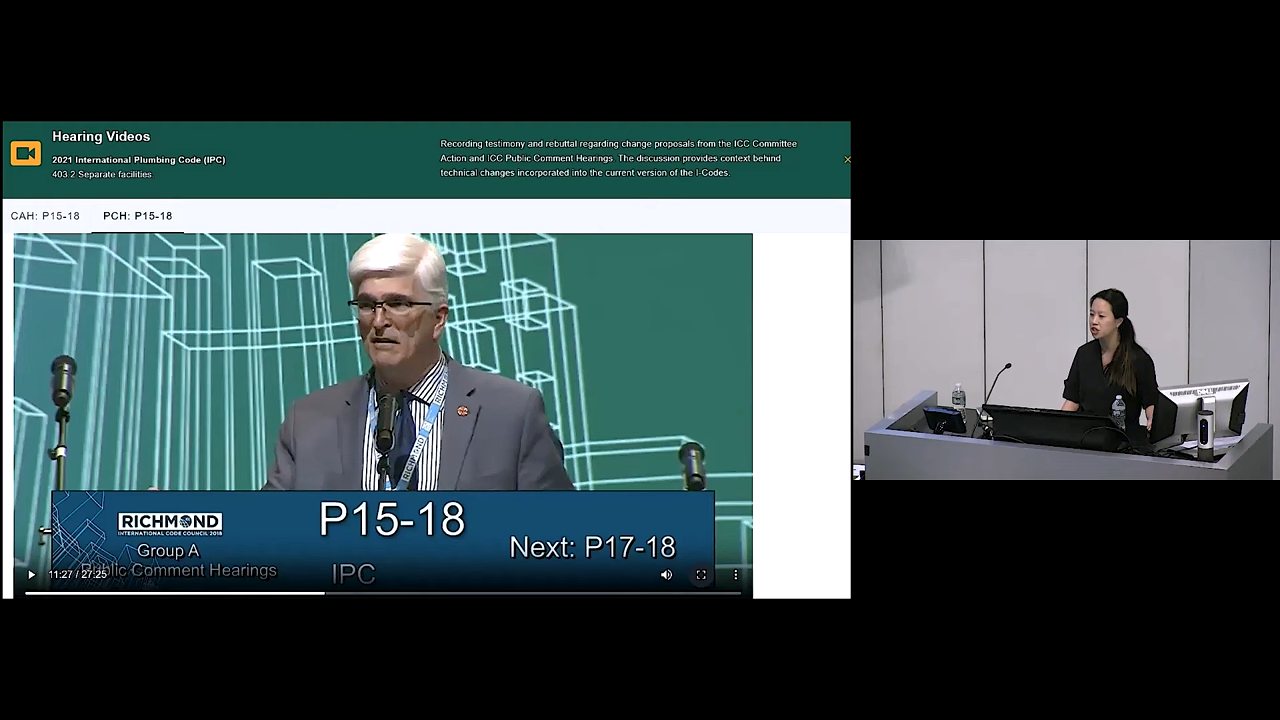 Hearing Videos
2021 International Plumbing Code (IPC)
403.2 Separate facilities.
Recording testimony and rebuttal regarding change proposals from the ICC Committee
Action and ICC Public Comment Hearings. The discussion provides context behind
technical changes incorporated into the current version of the I-Codes.
CAH: P15-18
PCH: P15-18
RICHMOND
INTERNATIONAL CODE COUNCIL 2018
Group A
Public Comment Hearings
P15-18
IPC
Next: P17-18
11:27 / 27:25
RICHMOND
DELL